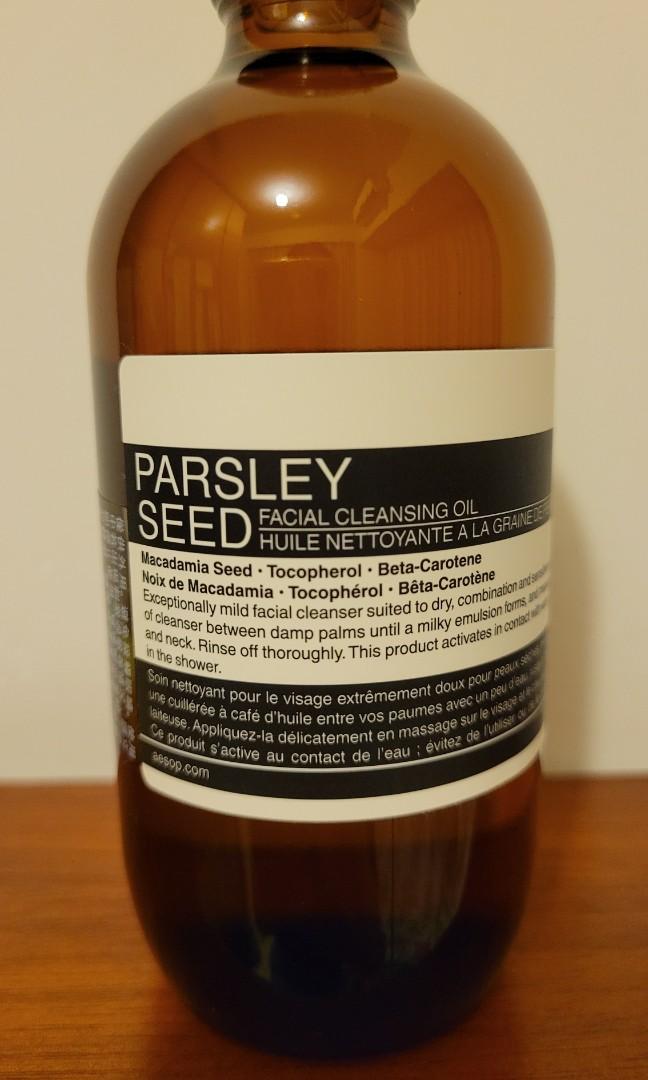 PARSLEY
SEED
FACIAL CLEANSING OIL
HUILE NETTOYANTE A LA GRAINE DE
Macadamia Seed · Tocopherol · Beta-Carotene
Noix de Macadamia · Tocophérol · Bêta-Carotène
Exceptionally mild facial cleanser suited to dry, combination and
of cleanser between damp palms until a milky emulsion forms, and
and neck. Rinse off thoroughly. This product activates in contact with
in the shower.
Soin nettoyant pour le visage extrêmement doux pour peaux
une cuillérée à café d'huile entre vos paumes avec un peu d'eau
laiteuse. Appliquez-la délicatement en massage sur le visage et
Ce produit s'active au contact de l'eau ; évitez de l'utiliser
aesop.com